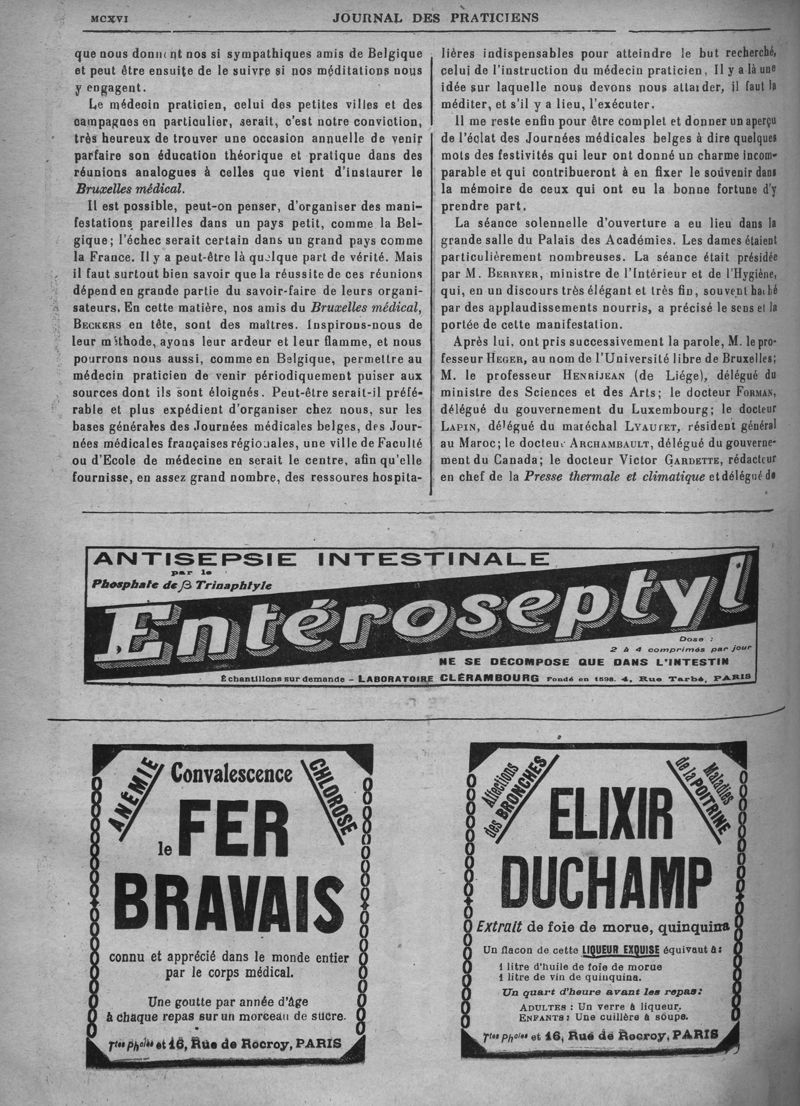 MCXVI
JOURNAL DES PRATICIENS
que nous donnent nos si sympathiques amis de Belgique
et peut être ensuite de le suivre si nos méditations nous
y engagent.
Le médecin praticien, celui des petites villes et des
campagnes en particulier, serait, c'est notre conviction,
très heureux de trouver une occasion annuelle de venir
parfaire son éducation théorique et pratique dans des
réunions analogues à celles que vient d'instaurer le
Bruxelles médical.
Il est possible, peut-on penser, d'organiser des mani-
festations pareilles dans un pays petit, comme la Bel-
gique; l'échec serait certain dans un grand pays comme
la France. Il y a peut-être là quelque part de vérité. Mais
il faut surtout bien savoir que la réussite de ces réunions
dépend en grande partie du savoir-faire de leurs organi-
sateurs. En cette matière, nos amis du Bruxelles médical,
BECKERS en tête, sont des maîtres. Inspirons-nous de
leur méthode, ayons leur ardeur et leur flamme, et nous
pourrons nous aussi, comme en Belgique, permettre au
médecin praticien de venir périodiquement puiser aux
sources dont ils sont éloignés. Peut-être serait-il préfé-
rable et plus expédient d'organiser chez nous, sur les
bases générales des Journées médicales belges, des Jour-
nées médicales françaises régionales, une ville de Faculté
ou d'Ecole de médecine en serait le centre, afin qu'elle
fournisse, en assez grand nombre, des ressoures hospita-
lières indispensables pour atteindre le but recherché,
celui de l'instruction du médecin praticien. Il y a là une
idée sur laquelle nous devons nous attarder, il faut la
méditer, et s'il y a lieu, l'exécuter.
Il me reste enfin pour être complet et donner un aperçu
de l'éclat des Journées médicales belges à dire quelques
mots des festivités qui leur ont donné un charme incom-
parable et qui contribueront à en fixer le souvenir dans
la mémoire de ceux qui ont eu la bonne fortune d'y
prendre part.
La séance solennelle d'ouverture a eu lieu dans la
grande salle du Palais des Académies. Les dames étaient
particulièrement nombreuses. La séance était présidée
par M. BERRYER, ministre de l'Intérieur et de l'Hygiène,
qui, en un discours très élégant et très fin, souvent haché
par des applaudissements nourris, a précisé le sens et la
portée de cette manifestation.
Après lui, ont pris successivement la parole, M. le pro-
fesseur HEGER, au nom de l'Université libre de Bruxelles;
M. le professeur HENRIJEAN (de Liége), délégué du
ministre des Sciences et des Arts; le docteur FORMAN,
délégué du gouvernement du Luxembourg; le docteur
LAPIN, délégué du maréchal LYAUTEY, résident général
au Maroc; le docteur ARCHAMBAULT, délégué du gouverne-
ment du Canada; le docteur Victor GARDETTE, rédacteur
en chef de la Presse thermale et climatique et délégué de
ANTISEPSIE INTESTINALE
par le
Phosphate de β Trinaphtyle
Entéroseptyl
Dose :
2 à 4 comprimés par jour
NE SE DÉCOMPOSE QUE DANS L'INTESTIN
Échantillons sur demande - LABORATOIRE CLÉRAMBOURG Fondé en 1898. 4, Rue Tarbé, PARIS
ANÉMIE
Convalescence
CHLOROSE
le FER
BRAVAIS
connu et apprécié dans le monde entier
par le corps médical.
Une goutte par année d'âge
à chaque repas sur un morceau de sucre.
Ttes Phcies et 16, Rue de Rocroy, PARIS
Affections
des BRONCHES
Maladies
de la POITRINE
ELIXIR
DUCHAMP
Extrait de foie de morue, quinquina
Un flacon de cette LIQUEUR EXQUISE équivaut à:
1 litre d'huile de foie de morue
1 litre de vin de quinquina.
Un quart d'heure avant les repas:
ADULTES : Un verre à liqueur.
ENFANTS: Une cuillère à soupe.
Ttes Phcies et 16, Rue de Rocroy, PARIS